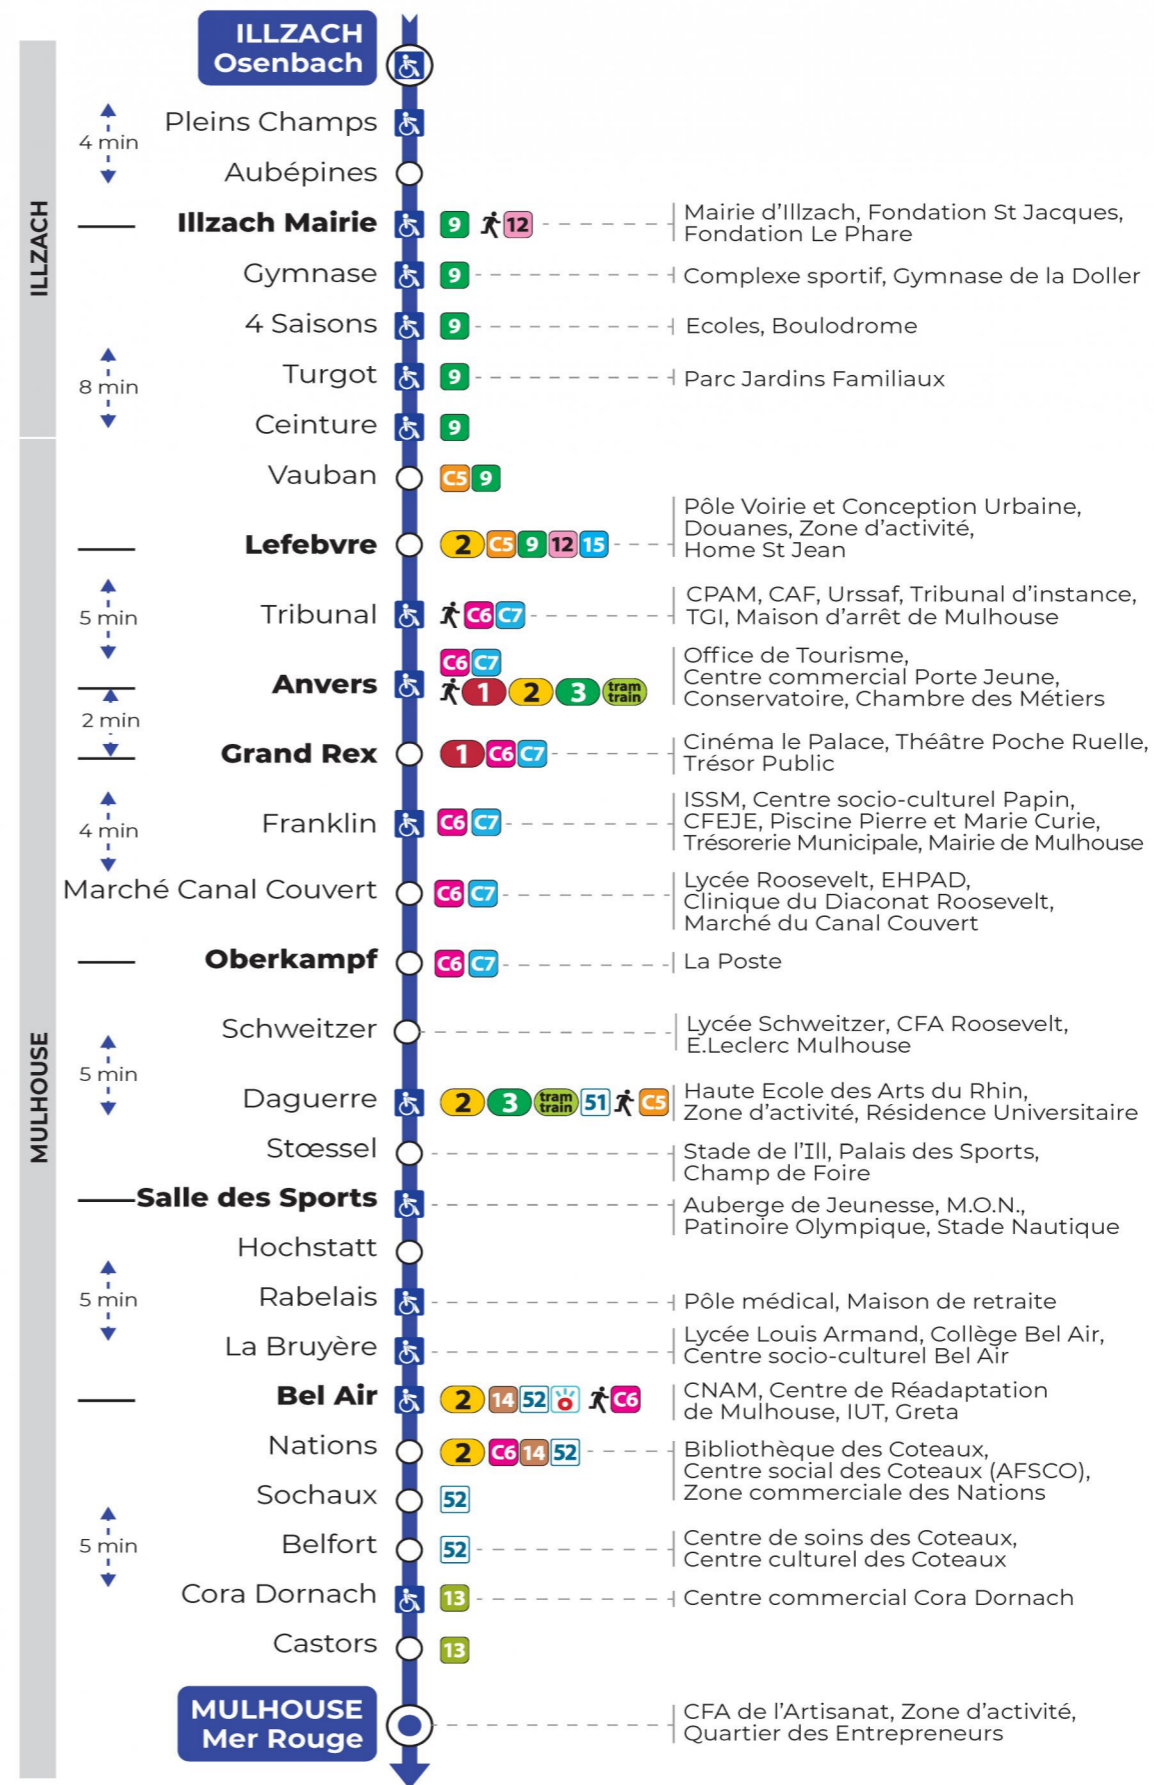 ILLZACH
Osenbach
Pleins Champs
4 min
Aubépines
ILLZACH
Illzach Mairie 9 12 Mairie d'Illzach, Fondation St Jacques,
Fondation Le Phare
Gymnase 9 Complexe sportif, Gymnase de la Doller
4 Saisons 9 Ecoles, Boulodrome
Turgot 9 Parc Jardins Familiaux
8 min
Ceinture 9
Vauban C5 9
Lefebvre 2 C5 9 12 15 Pôle Voirie et Conception Urbaine,
Douanes, Zone d'activité,
Home St Jean
5 min
Tribunal C6 C7 CPAM, CAF, Urssaf, Tribunal d'instance,
TGI, Maison d'arrêt de Mulhouse
C6 C7
Anvers 1 2 3 tram train Office de Tourisme,
Centre commercial Porte Jeune,
Conservatoire, Chambre des Métiers
2 min
Grand Rex 1 C6 C7 Cinéma le Palace, Théâtre Poche Ruelle,
Trésor Public
4 min
Franklin C6 C7 ISSM, Centre socio-culturel Papin,
CFEJE, Piscine Pierre et Marie Curie,
Trésorerie Municipale, Mairie de Mulhouse
Marché Canal Couvert C6 C7 Lycée Roosevelt, EHPAD,
Clinique du Diaconat Roosevelt,
Marché du Canal Couvert
Oberkampf C6 C7 La Poste
MULHOUSE
Schweitzer Lycée Schweitzer, CFA Roosevelt,
E.Leclerc Mulhouse
5 min
Daguerre 2 3 tram train 51 C5 Haute Ecole des Arts du Rhin,
Zone d'activité, Résidence Universitaire
Stœssel Stade de l'Ill, Palais des Sports,
Champ de Foire
Salle des Sports Auberge de Jeunesse, M.O.N.,
Patinoire Olympique, Stade Nautique
Hochstatt
5 min
Rabelais Pôle médical, Maison de retraite
La Bruyère Lycée Louis Armand, Collège Bel Air,
Centre socio-culturel Bel Air
Bel Air 2 14 52 C6 CNAM, Centre de Réadaptation
de Mulhouse, IUT, Greta
Nations 2 C6 14 52 Bibliothèque des Coteaux,
Centre social des Coteaux (AFSCO),
Zone commerciale des Nations
Sochaux 52
5 min
Belfort 52 Centre de soins des Coteaux,
Centre culturel des Coteaux
Cora Dornach 13 Centre commercial Cora Dornach
Castors 13
MULHOUSE
Mer Rouge
CFA de l'Artisanat, Zone d'activité,
Quartier des Entrepreneurs